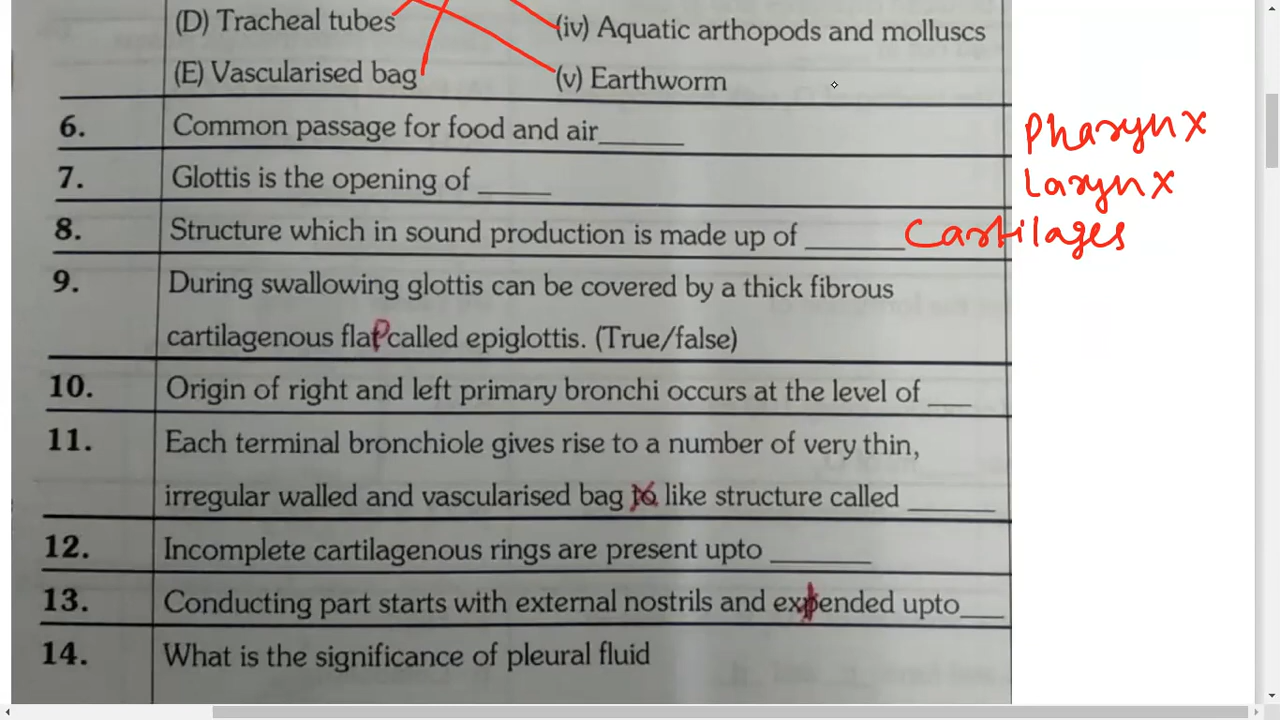 (D) Tracheal tubes
(iv) Aquatic arthopods and molluscs
(E) Vascularised bag
(v) Earthworm
6. Common passage for food and air______ Pharynx
7. Glottis is the opening of _____ Larynx
8. Structure which in sound production is made up of _______ Cartilages
9. During swallowing glottis can be covered by a thick fibrous
cartilagenous flap called epiglottis. (True/false)
10. Origin of right and left primary bronchi occurs at the level of ___
11. Each terminal bronchiole gives rise to a number of very thin,
irregular walled and vascularised bag like structure called ______
12. Incomplete cartilagenous rings are present upto _______
13. Conducting part starts with external nostrils and expended upto___
14. What is the significance of pleural fluid